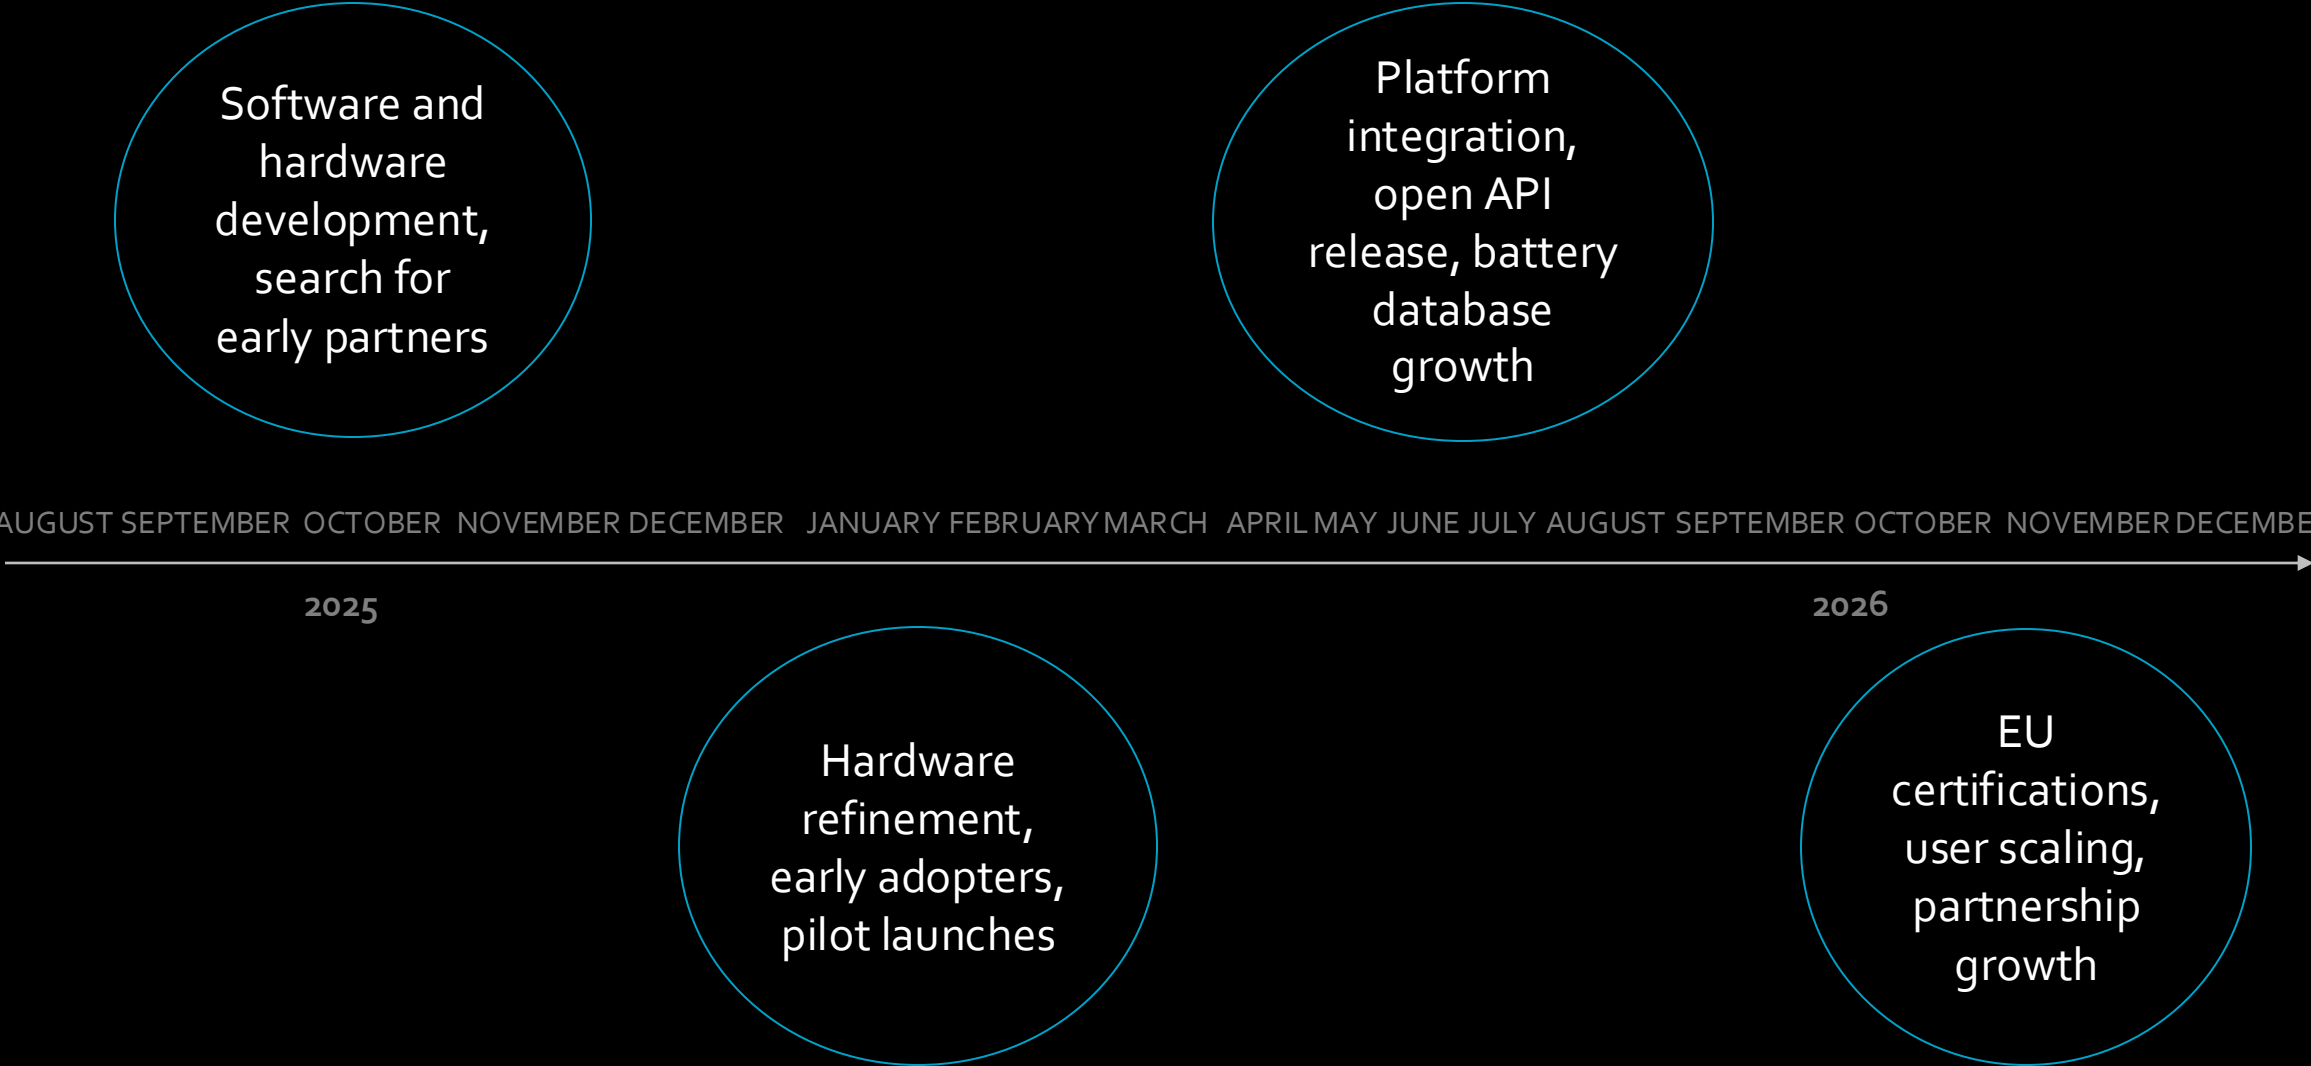 Software and
hardware
development,
search for
early partners
Platform
integration,
open API
release, battery
database
growth
AUGUST SEPTEMBER OCTOBER NOVEMBER DECEMBER JANUARY FEBRUARY MARCH APRIL MAY JUNE JULY AUGUST SEPTEMBER OCTOBER NOVEMBER DECEMBE
2025 2026
Hardware
refinement,
early adopters,
pilot launches
EU
certifications,
user scaling,
partnership
growth